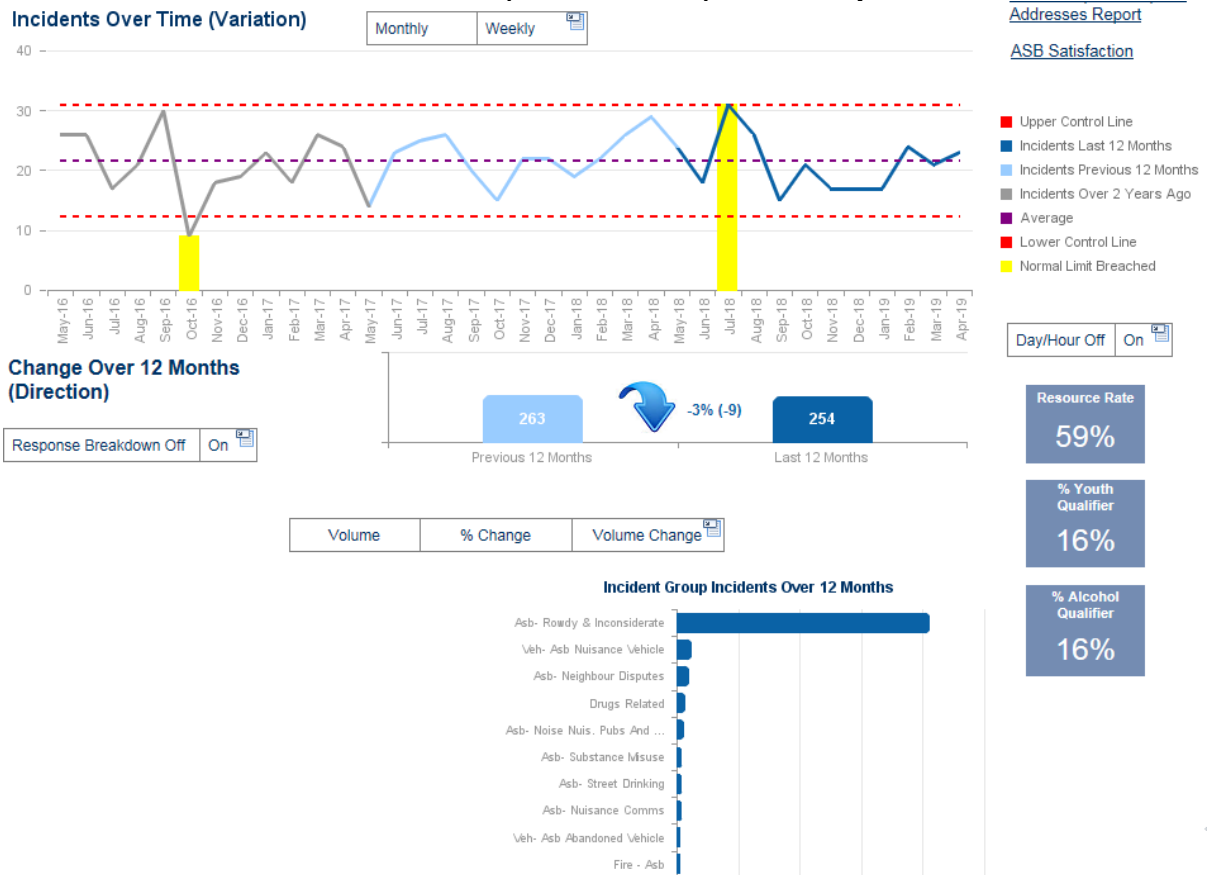 Incidents Over Time (Variation)
Monthly
Weekly
Addresses Report
ASB Satisfaction
40
30
20
10
0
May-16
Jun-16
Jul-16
Aug-16
Sep-16
Oct-16
Nov-16
Dec-16
Jan-17
Feb-17
Mar-17
Apr-17
May-17
Jun-17
Jul-17
Aug-17
Sep-17
Oct-17
Nov-17
Dec-17
Jan-18
Feb-18
Mar-18
Apr-18
May-18
Jun-18
Jul-18
Aug-18
Sep-18
Oct-18
Nov-18
Dec-18
Jan-19
Feb-19
Mar-19
Apr-19
Upper Control Line
Incidents Last 12 Months
Incidents Previous 12 Months
Incidents Over 2 Years Ago
Average
Lower Control Line
Normal Limit Breached
Day/Hour Off
On
Change Over 12 Months
(Direction)
Response Breakdown Off
On
263
-3% (-9)
254
Previous 12 Months
Last 12 Months
Resource Rate
59%
% Youth
Qualifier
16%
% Alcohol
Qualifier
16%
Volume
% Change
Volume Change
Incident Group Incidents Over 12 Months
Asb- Rowdy & Inconsiderate
Veh- Asb Nuisance Vehicle
Asb- Neighbour Disputes
Drugs Related
Asb- Noise Nuis. Pubs And ...
Asb- Substance Misuse
Asb- Street Drinking
Asb- Nuisance Comms
Veh- Asb Abandoned Vehicle
Fire - Asb